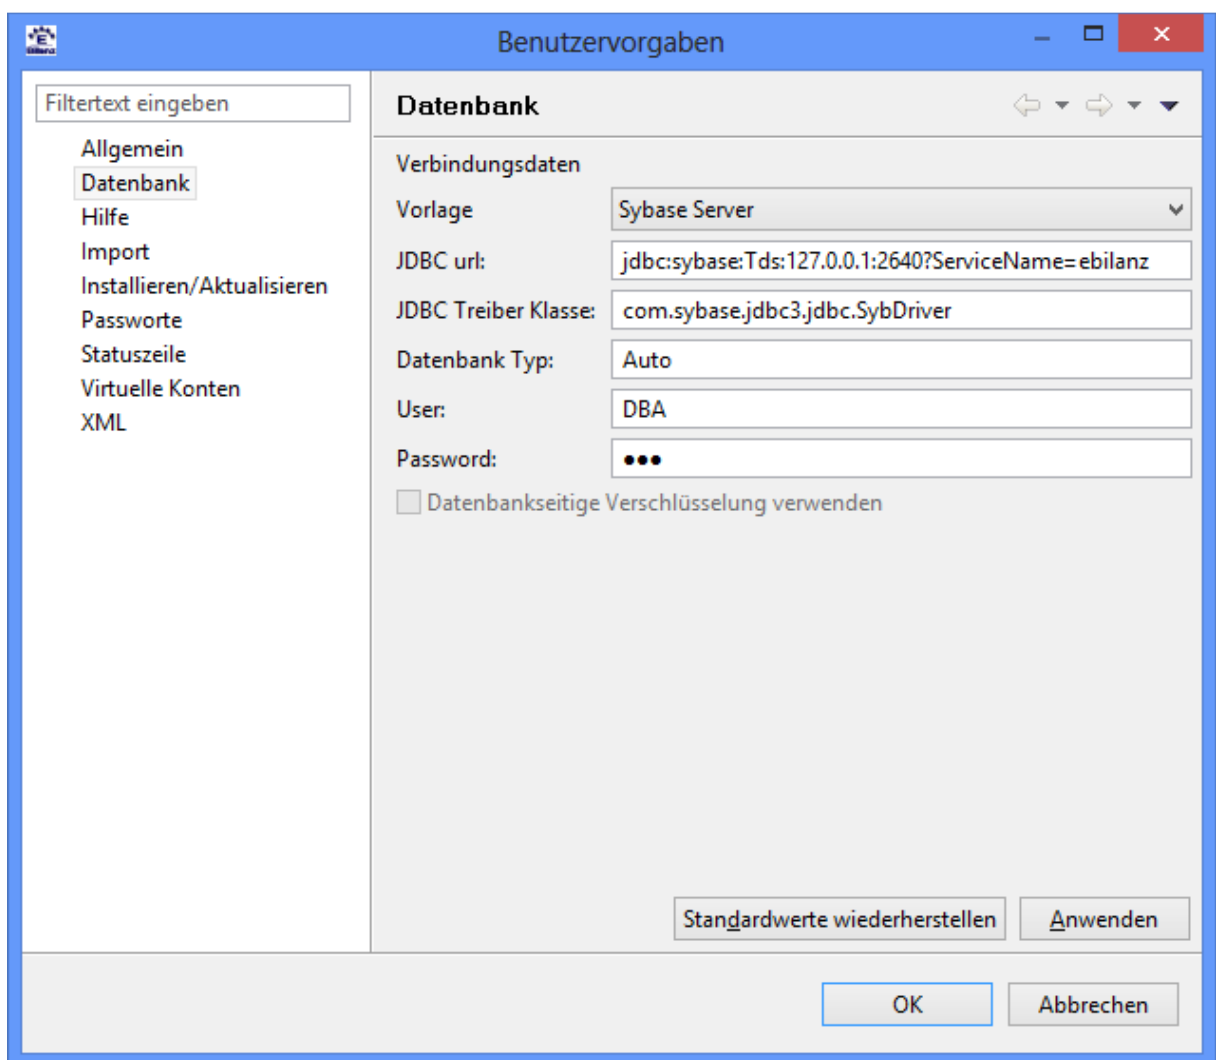 Benutzervorgaben
Filtertext eingeben
Allgemein
Datenbank
Hilfe
Import
Installieren/Aktualisieren
Passworte
Statuszeile
Virtuelle Konten
XML
Datenbank
Verbindungsdaten
Vorlage Sybase Server
JDBC url: jdbc:sybase:Tds:127.0.0.1:2640?ServiceName=ebilanz
JDBC Treiber Klasse: com.sybase.jdbc3.jdbc.SybDriver
Datenbank Typ: Auto
User: DBA
Password: ●●●
Datenbankseitige Verschlüsselung verwenden
Standardwerte wiederherstellen Anwenden
OK Abbrechen